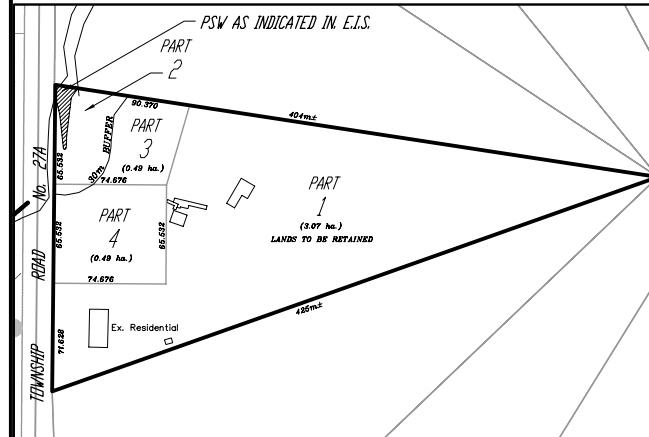 PSW AS INDICATED IN. E.I.S.
PART
2
90.370
404m±
PART
3
(0.49 ha.)
BUFFER
30m
74.676
65.532
PART
1
(3.07 ha.)
LANDS TO BE RETAINED
PART
4
(0.49 ha.)
65.532
65.532
74.676
425m±
Ex. Residential
71.628
TOWNSHIP ROAD No. 27A